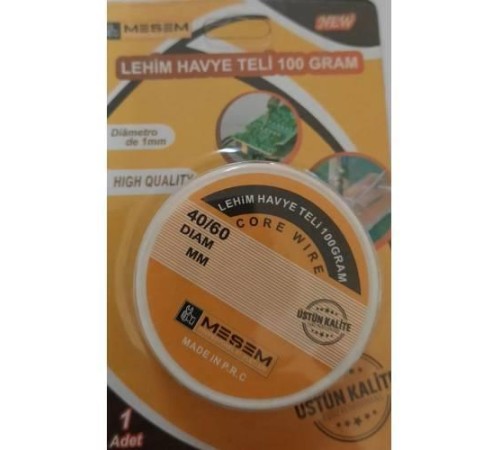 MESEM
NEW
LEHİM HAVYE TELİ 100 GRAM
Diâmetro
de 1mm
HIGH QUALITY
LEHİM HAVYE TELİ 100GRAM
CORE WIRE
40/60
DIAM
MM
MESEM
MADE IN P.R.C
ÜSTÜN KALİTE
ÜSTÜN KALİTE
1
Adet